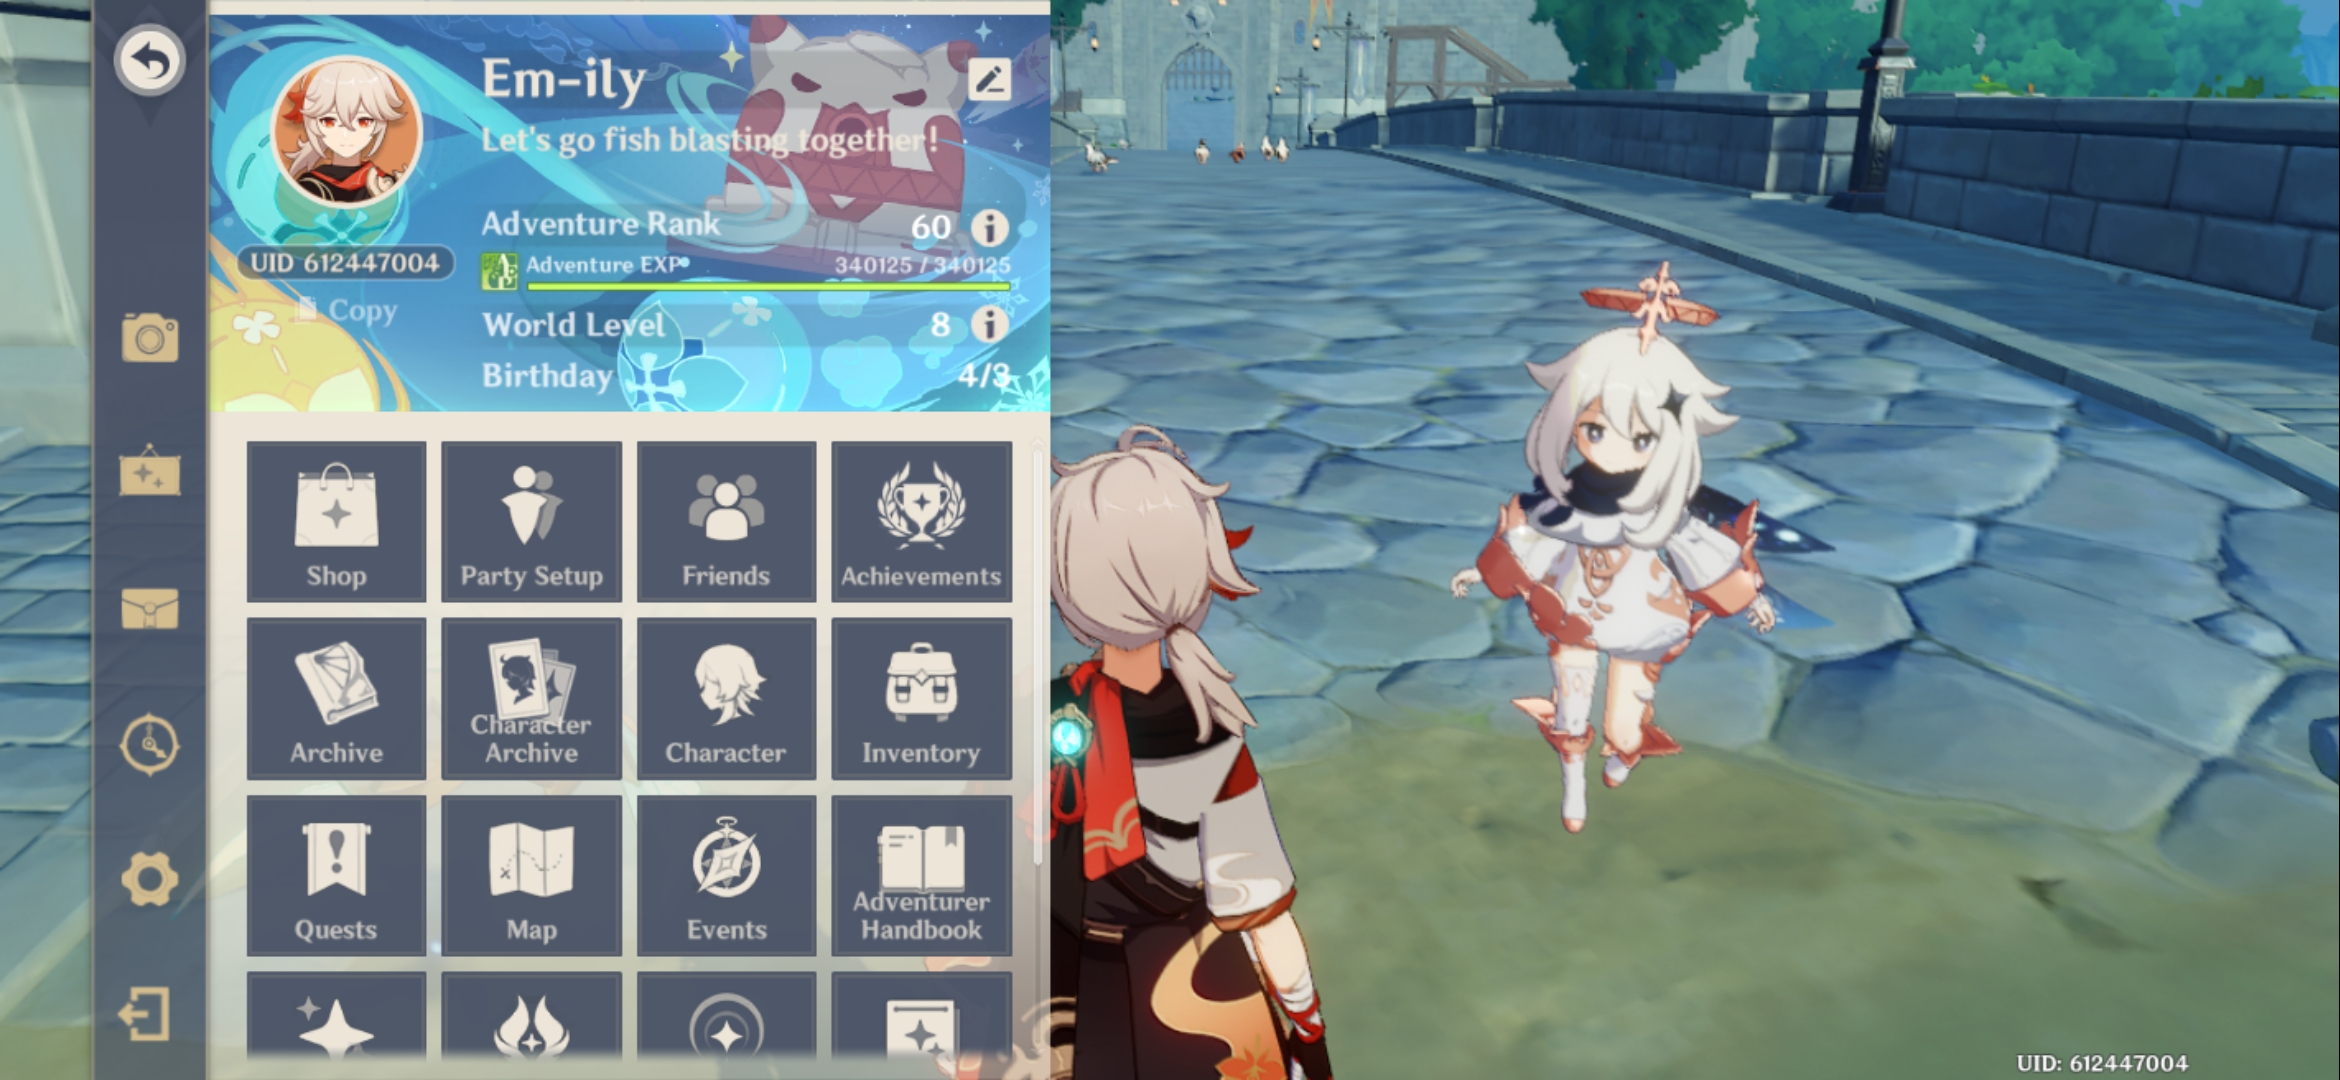 Em-ily
Let's go fish blasting together!
Adventure Rank 60
UID 612447004
Adventure EXP 340125 / 340125
Copy
World Level 8
Birthday 4/3
Shop
Party Setup
Friends
Achievements
Archive
Character
Archive
Character
Inventory
Quests
Map
Events
Adventurer
Handbook
UID: 612447004